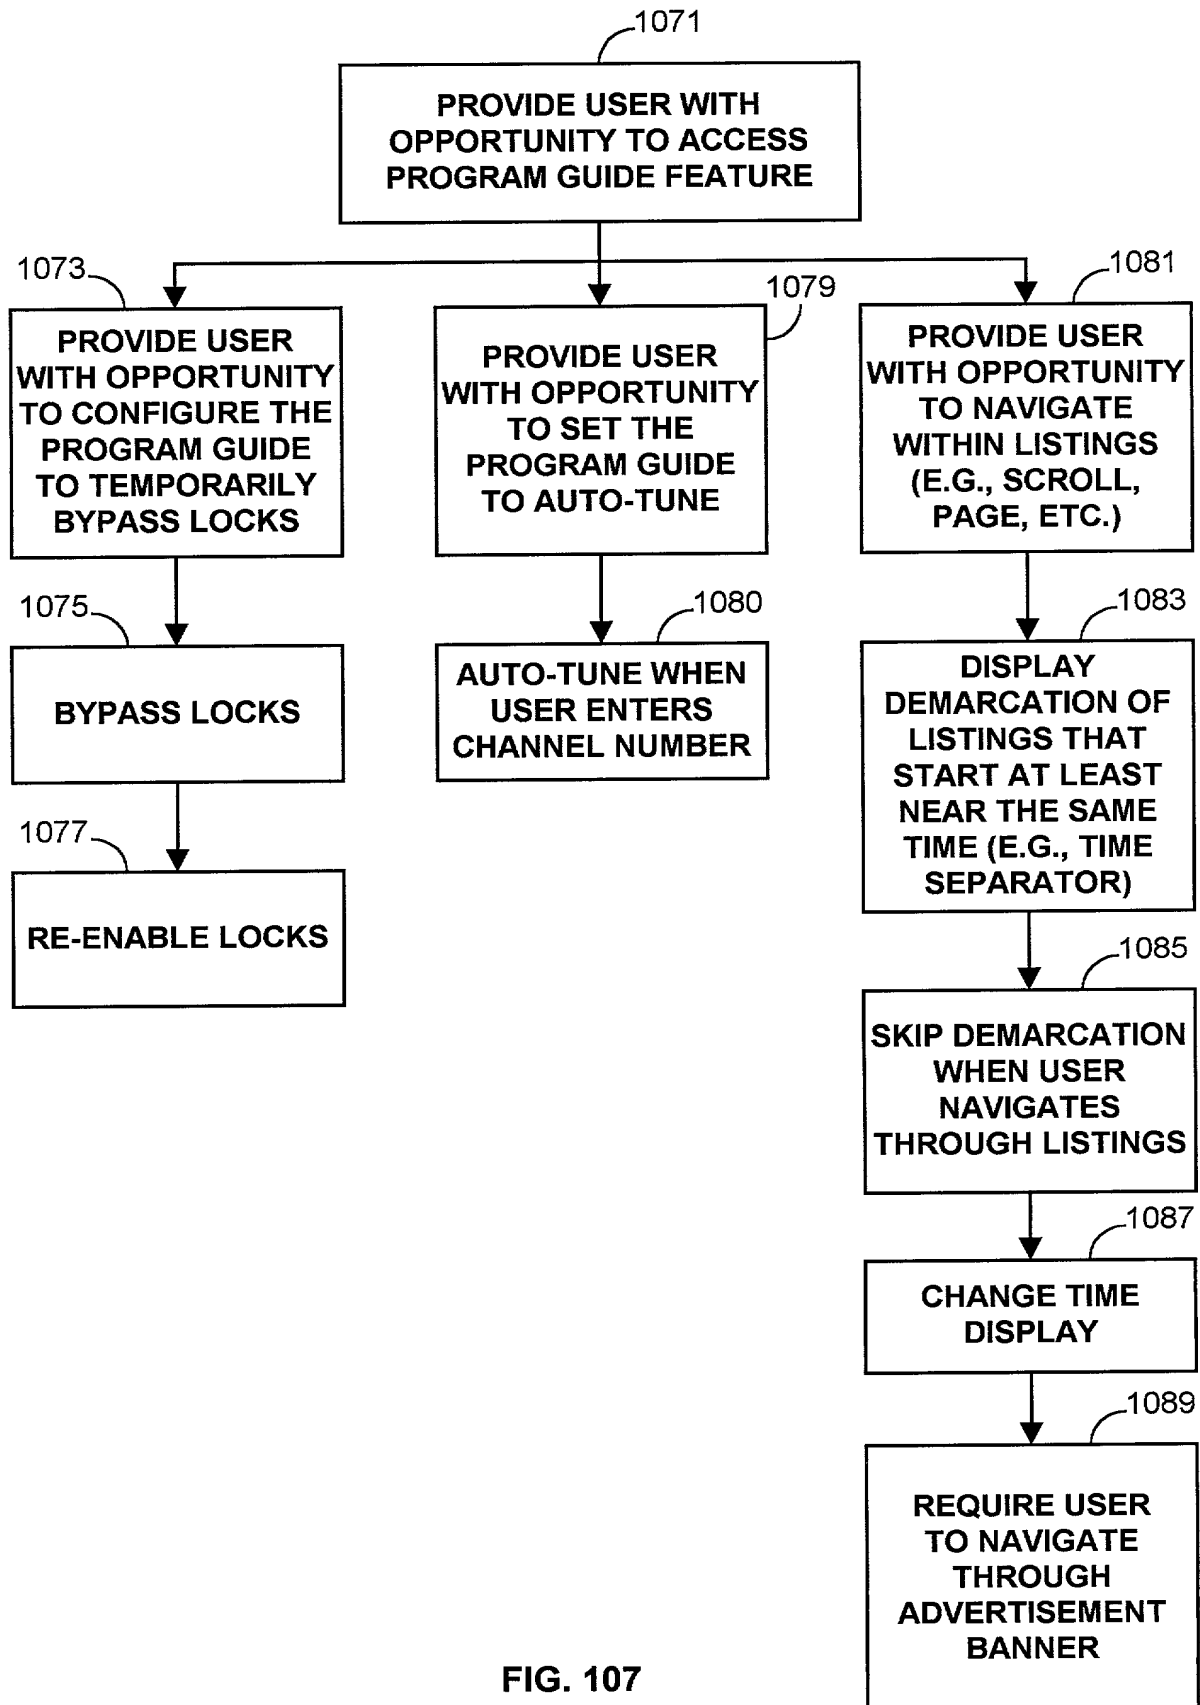 1071
PROVIDE USER WITH
OPPORTUNITY TO ACCESS
PROGRAM GUIDE FEATURE
1073
PROVIDE USER
WITH OPPORTUNITY
TO CONFIGURE THE
PROGRAM GUIDE
TO TEMPORARILY
BYPASS LOCKS
1075
BYPASS LOCKS
1077
RE-ENABLE LOCKS
1079
PROVIDE USER
WITH OPPORTUNITY
TO SET THE
PROGRAM GUIDE
TO AUTO-TUNE
1080
AUTO-TUNE WHEN
USER ENTERS
CHANNEL NUMBER
1081
PROVIDE USER
WITH OPPORTUNITY
TO NAVIGATE
WITHIN LISTINGS
(E.G., SCROLL,
PAGE, ETC.)
1083
DISPLAY
DEMARCATION OF
LISTINGS THAT
START AT LEAST
NEAR THE SAME
TIME (E.G., TIME
SEPARATOR)
1085
SKIP DEMARCATION
WHEN USER
NAVIGATES
THROUGH LISTINGS
1087
CHANGE TIME
DISPLAY
1089
REQUIRE USER
TO NAVIGATE
THROUGH
ADVERTISEMENT
BANNER
FIG. 107